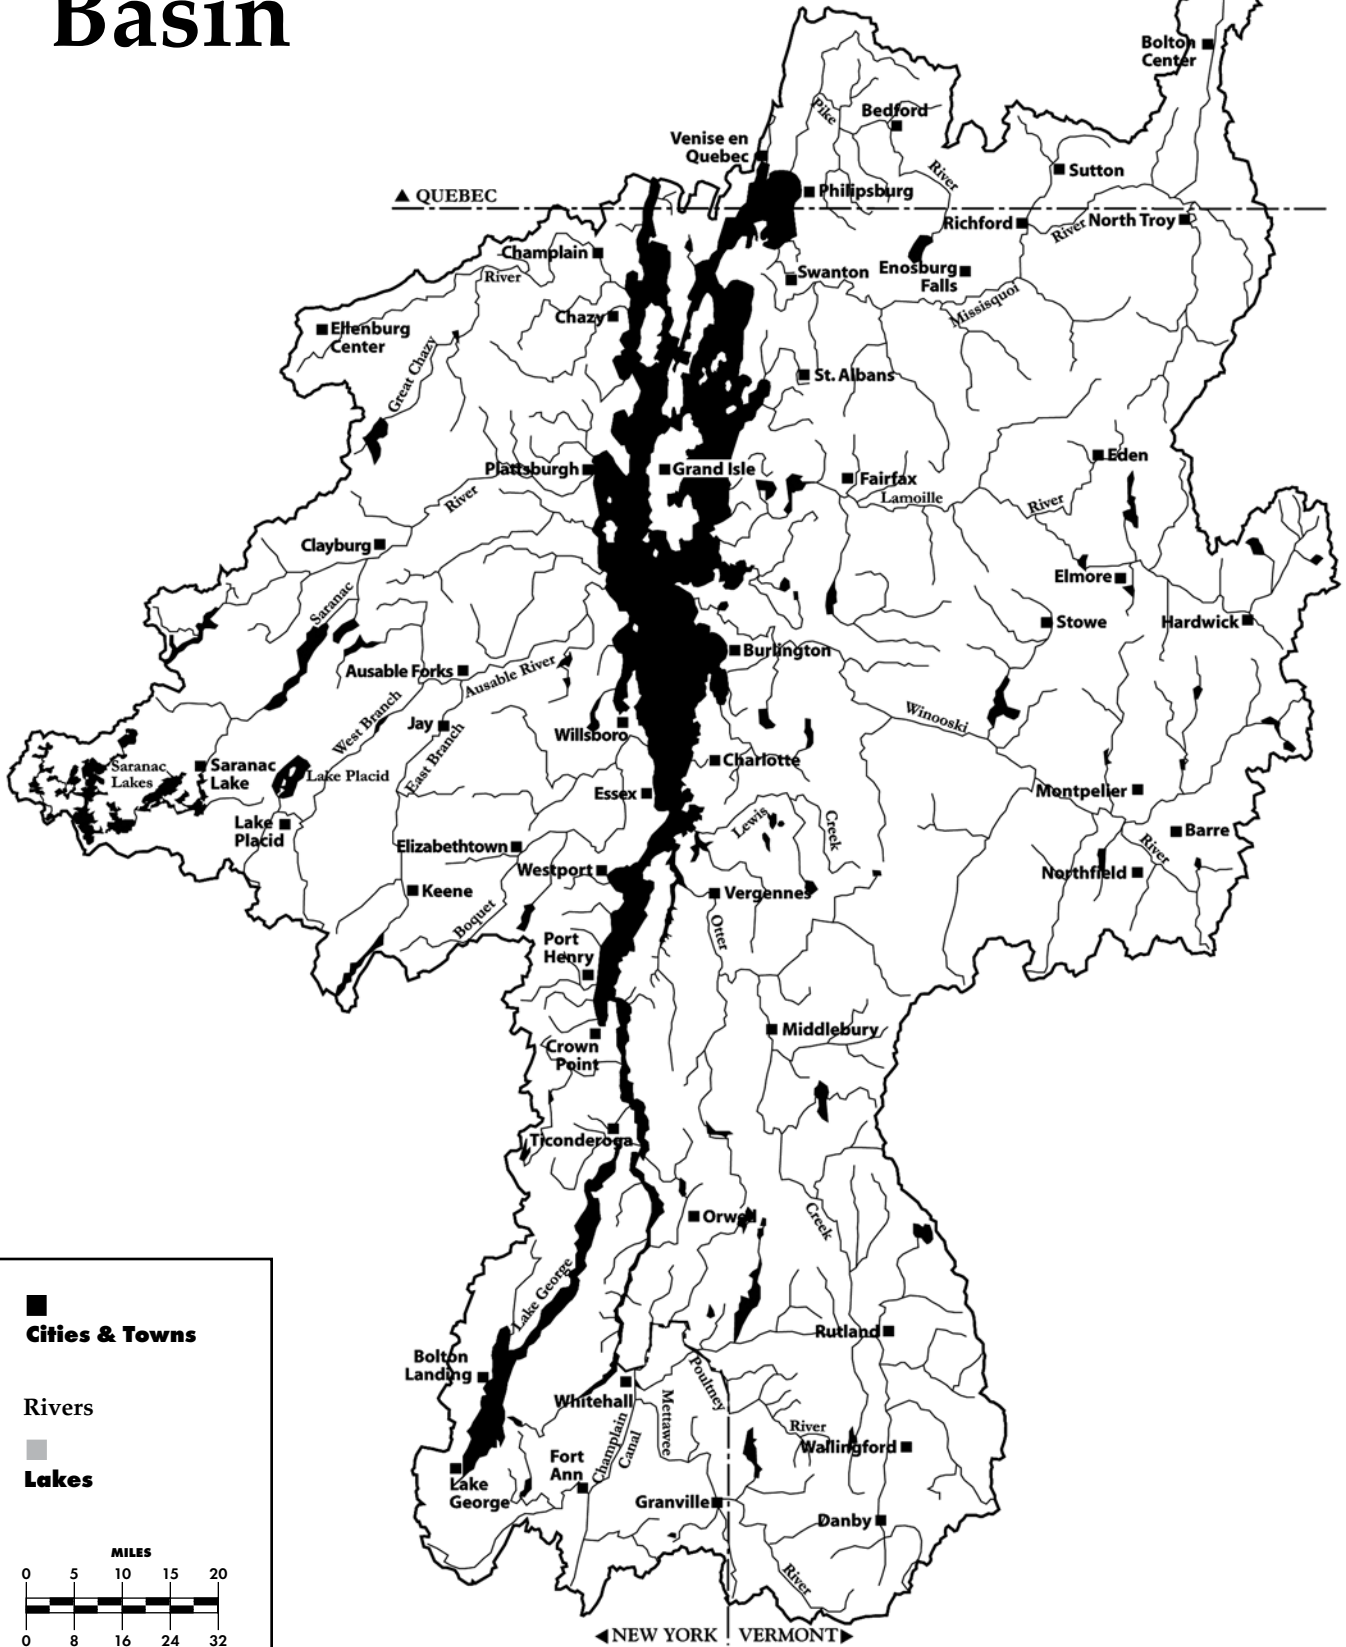 Basin
Bolton
Center
Pike
Bedford
Venise en
Quebec
River
Sutton
▲ QUEBEC
Philipsburg
Richford
River
North Troy
Champlain
River
Swanton
Enosburg
Falls
Missisquoi
Chazy
Ellenburg
Center
Great Chazy
St. Albans
Eden
Plattsburgh
Grand Isle
Fairfax
Lamoille
River
River
Clayburg
Elmore
Saranac
Stowe
Hardwick
Burlington
Ausable Forks
Ausable River
West Branch
Jay
East Branch
Willsboro
Winooski
Saranac
Lakes
Saranac
Lake
Lake Placid
Charlotte
Essex
Montpelier
Lake
Placid
Lewis
Creek
Barre
River
Elizabethtown
Westport
Northfield
Keene
Vergennes
Boquet
Otter
Port
Henry
Middlebury
Crown
Point
Ticonderoga
Orwell
Creek
Lake George
Cities & Towns
Rutland
Bolton
Landing
Poultney
Whitehall
Mettawee
Rivers
River
Wallingford
Champlain
Canal
Fort
Ann
Lakes
Lake
George
Granville
Danby
MILES
0 5 10 15 20
River
0 8 16 24 32
◀NEW YORK
VERMONT▶